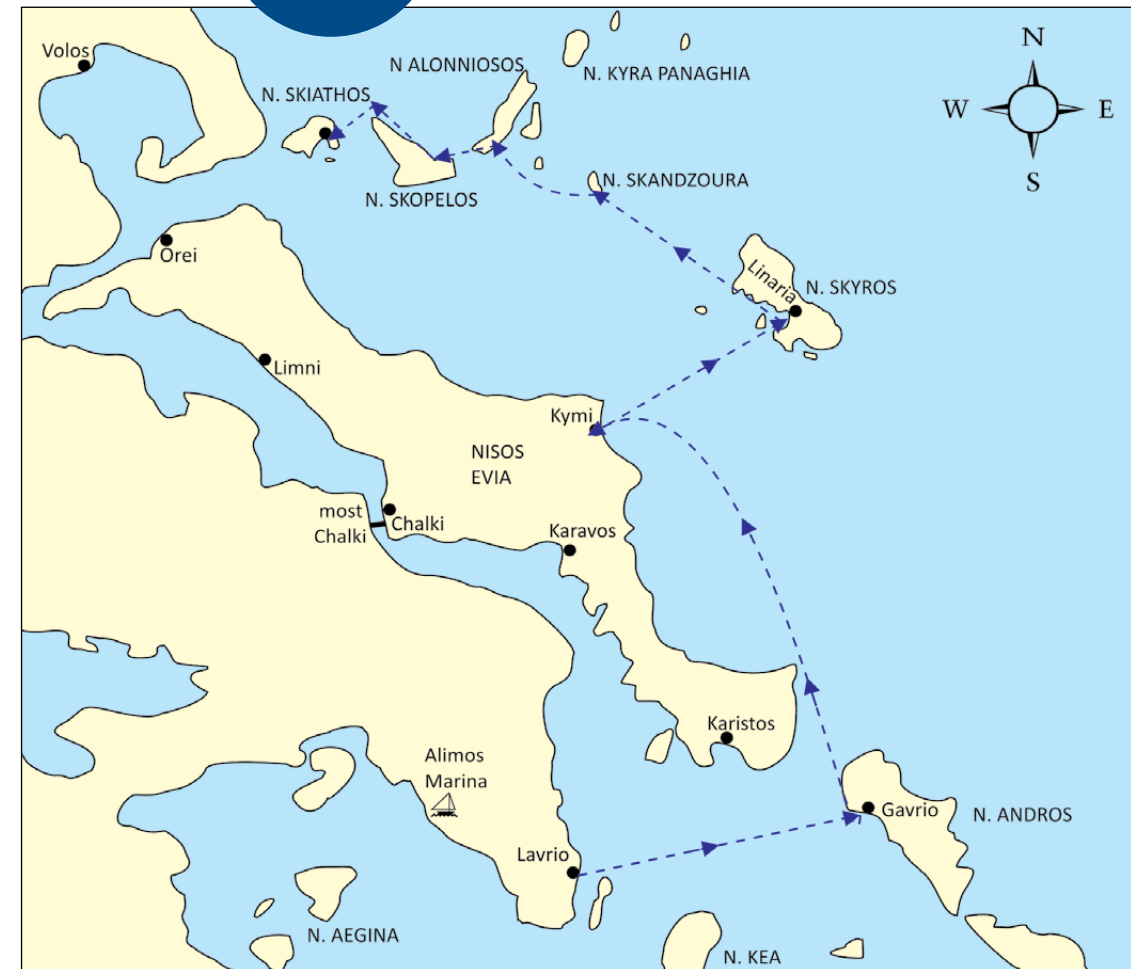 Volos
N. SKIATHOS
N ALONNIOSOS
N. KYRA PANAGHIA
N
W
E
S
N. SKOPELOS
N. SKANDZOURA
Orei
Linaria
N. SKYROS
Limni
Kymi
NISOS
EVIA
most
Chalki
Chalki
Karavos
Karistos
Alimos
Marina
Gavrio
N. ANDROS
Lavrio
N. AEGINA
N. KEA